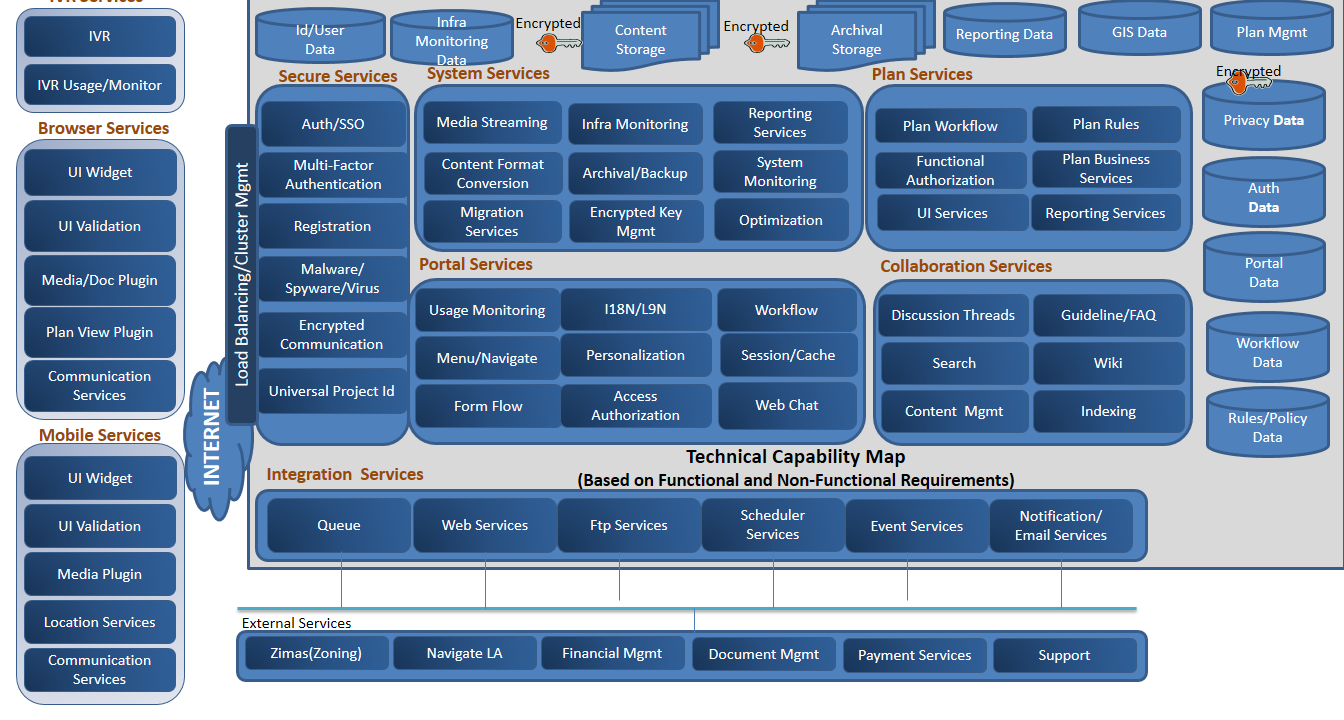 IVR Services
IVR
IVR Usage/Monitor
Browser Services
UI Widget
UI Validation
Media/Doc Plugin
Plan View Plugin
Communication
Services
Mobile Services
UI Widget
UI Validation
Media Plugin
Location Services
Communication
Services
INTERNET
Load Balancing/Cluster Mgmt
Id/User
Data
Infra
Monitoring
Data
Encrypted
Content
Storage
Encrypted
Archival
Storage
Reporting Data
GIS Data
Plan Mgmt
Secure Services
Auth/SSO
Multi-Factor
Authentication
Registration
Malware/
Spyware/Virus
Encrypted
Communication
Universal Project Id
System Services
Media Streaming
Infra Monitoring
Reporting
Services
Content Format
Conversion
Archival/Backup
System
Monitoring
Migration
Services
Encrypted Key
Mgmt
Optimization
Plan Services
Plan Workflow
Plan Rules
Functional
Authorization
Plan Business
Services
UI Services
Reporting Services
Encrypted
Privacy Data
Auth
Data
Portal
Data
Workflow
Data
Rules/Policy
Data
Portal Services
Usage Monitoring
I18N/L9N
Workflow
Menu/Navigate
Personalization
Session/Cache
Form Flow
Access
Authorization
Web Chat
Collaboration Services
Discussion Threads
Guideline/FAQ
Search
Wiki
Content  Mgmt
Indexing
Technical Capability Map
(Based on Functional and Non-Functional Requirements)
Integration  Services
Queue
Web Services
Ftp Services
Scheduler
Services
Event Services
Notification/
Email Services
External Services
Zimas(Zoning)
Navigate LA
Financial Mgmt
Document Mgmt
Payment Services
Support